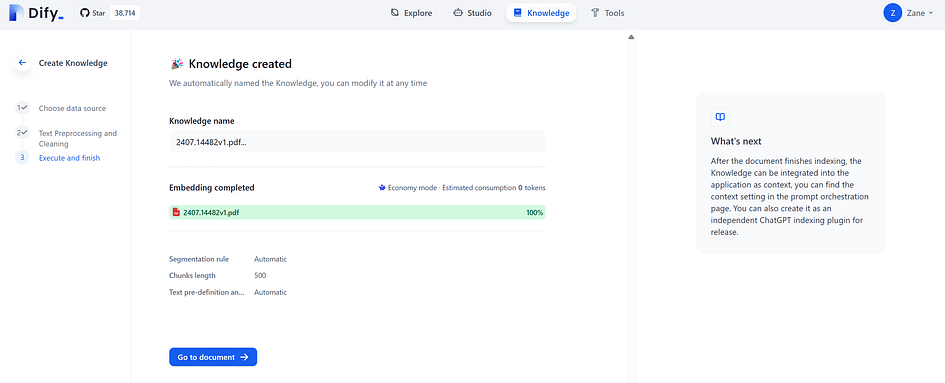 Dify_
Star 38,714
Explore
Studio
Knowledge
Tools
Z Zane
Create Knowledge
1
Choose data source
2
Text Preprocessing and
Cleaning
3
Execute and finish
Knowledge created
We automatically named the Knowledge, you can modify it at any time
Knowledge name
2407.14482v1.pdf...
Embedding completed
Economy mode · Estimated consumption 0 tokens
2407.14482v1.pdf 100%
Segmentation rule Automatic
Chunks length 500
Text pre-definition an... Automatic
Go to document
What's next
After the document finishes indexing, the
Knowledge can be integrated into the
application as context, you can find the
context setting in the prompt orchestration
page. You can also create it as an
independent ChatGPT indexing plugin for
release.